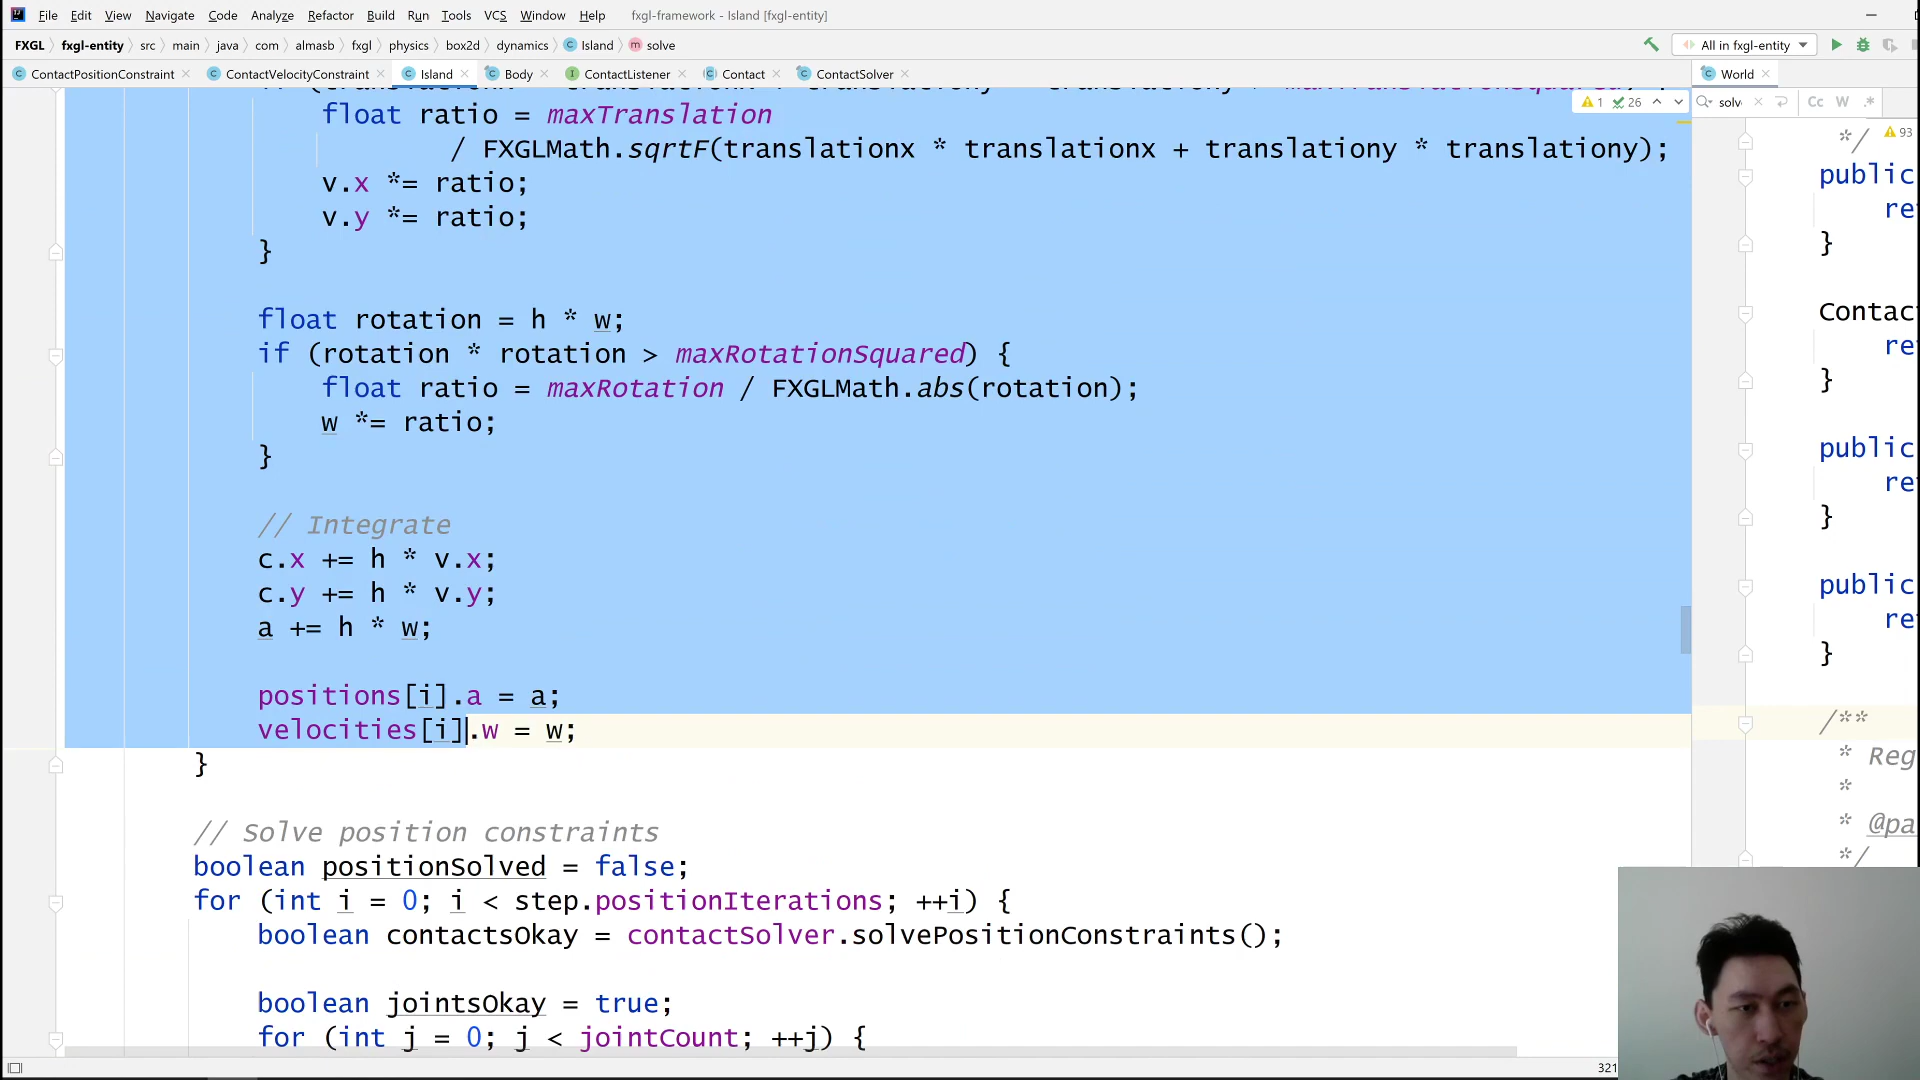 File Edit View Navigate Code Analyze Refactor Build Run Tools VCS Window Help fxgl-framework - Island [fxgl-entity]
FXGL fxgl-entity src main java com almasb fxgl physics box2d dynamics Island solve All in fxgl-entity
ContactPositionConstraint ContactVelocityConstraint Island Body ContactListener Contact ContactSolver World
1 26 solv Cc W .*
float ratio = maxTranslation
/ FXGLMath.sqrtF(translationx * translationx + translationy * translationy);
v.x *= ratio;
v.y *= ratio;
}
float rotation = h * w;
if (rotation * rotation > maxRotationSquared) {
float ratio = maxRotation / FXGLMath.abs(rotation);
w *= ratio;
}
// Integrate
c.x += h * v.x;
c.y += h * v.y;
a += h * w;
positions[i].a = a;
velocities[i].w = w;
}
// Solve position constraints
boolean positionSolved = false;
for (int i = 0; i < step.positionIterations; ++i) {
boolean contactsOkay = contactSolver.solvePositionConstraints();
boolean jointsOkay = true;
for (int j = 0; j < jointCount; ++j) {
*/ 93
public
re
}
Contac
re
}
public
re
}
public
re
}
/**
* Reg
*
* @pa
*/
321